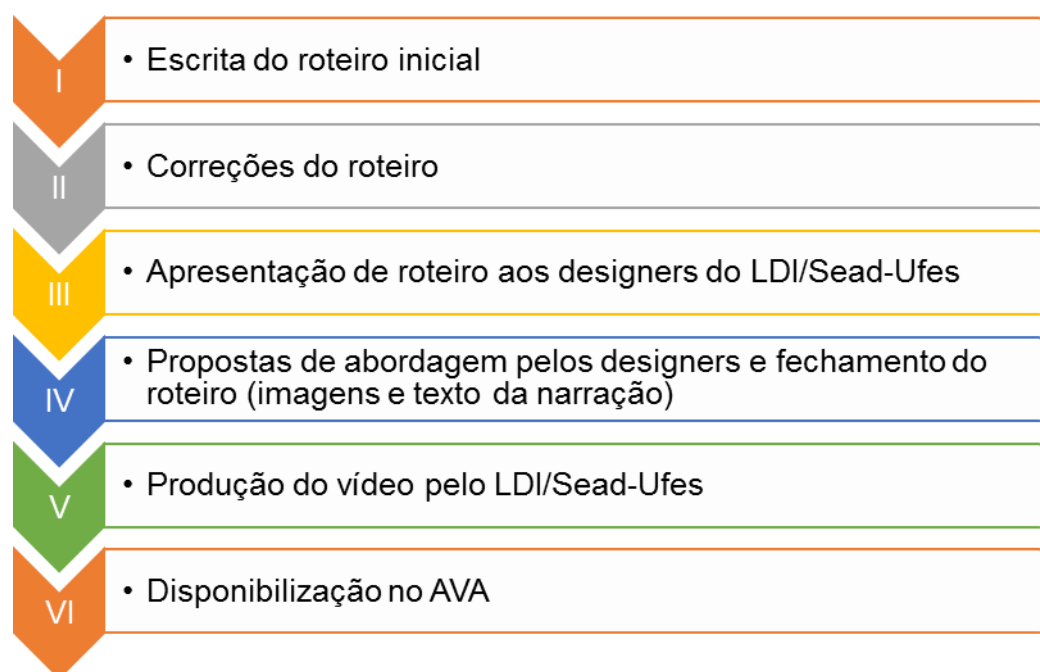 I
• Escrita do roteiro inicial
II
• Correções do roteiro
III
• Apresentação de roteiro aos designers do LDI/Sead-Ufes
IV
• Propostas de abordagem pelos designers e fechamento do
roteiro (imagens e texto da narração)
V
• Produção do vídeo pelo LDI/Sead-Ufes
VI
• Disponibilização no AVA